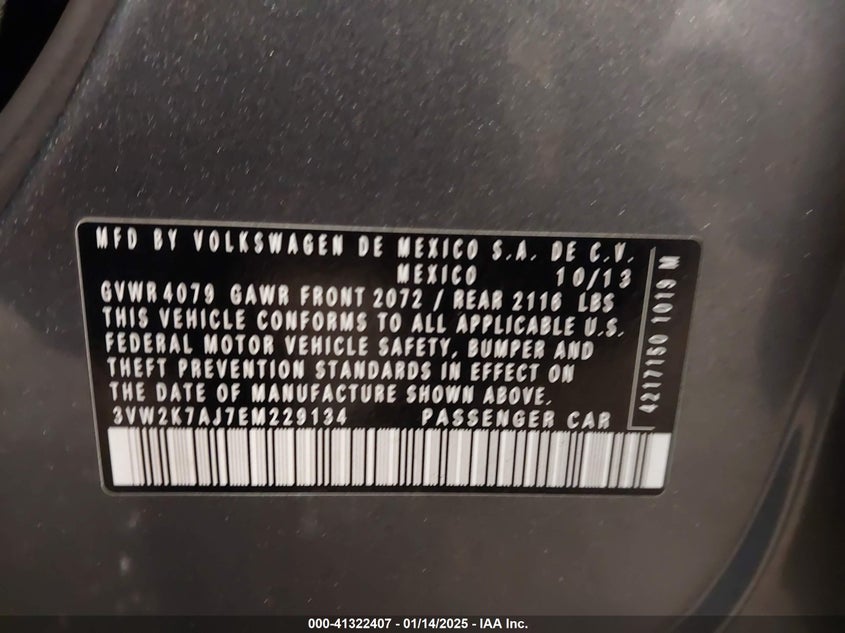 MFD BY VOLKSWAGEN DE MEXICO S.A. DE C.V.
MEXICO 10/13
GVWR 4079 GAWR FRONT 2072 / REAR 2116 LBS
THIS VEHICLE CONFORMS TO ALL APPLICABLE U.S.
FEDERAL MOTOR VEHICLE SAFETY, BUMPER AND
THEFT PREVENTION STANDARDS IN EFFECT ON
THE DATE OF MANUFACTURE SHOWN ABOVE.
3VW2K7AJ7EM229134 PASSENGER CAR
4217150 1019 M
000-41322407 - 01/14/2025 - IAA Inc.